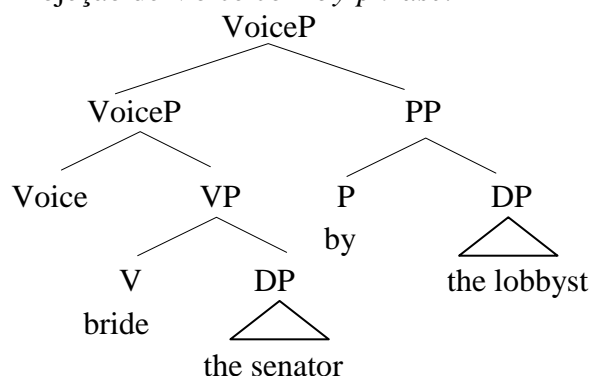 VoiceP
VoiceP PP
Voice VP P DP
by
V DP the lobbyst
bride
the senator